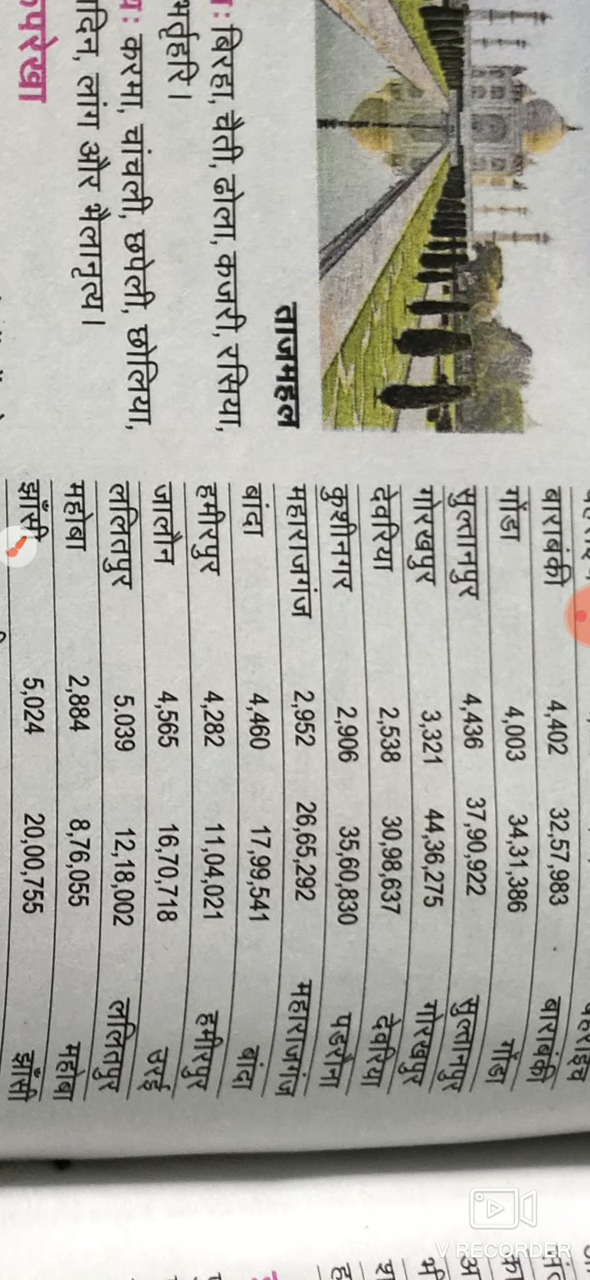 ताजमहल
ः बिरहा, चैती, ढोला, कजरी, रसिया,
भर्तृहरि ।
ः करमा, चांचली, छपेली, छोलिया,
लांग और भैलानृत्य ।
रूपरेखा
बहराइच
बाराबंकी 4,402 32,57,983 बाराबंकी
गोंडा 4,003 34,31,386 गोंडा
सुल्तानपुर 4,436 37,90,922 सुल्तानपुर
गोरखपुर 3,321 44,36,275 गोरखपुर
देवरिया 2,538 30,98,637 देवरिया
कुशीनगर 2,906 35,60,830 पडरौना
महाराजगंज 2,952 26,65,292 महाराजगंज
बांदा 4,460 17,99,541 बांदा
हमीरपुर 4,282 11,04,021 हमीरपुर
जालौन 4,565 16,70,718 उरई
ललितपुर 5.039 12,18,002 ललितपुर
महोबा 2,884 8,76,055 महोबा
झाँसी 5,024 20,00,755 झाँसी
V RECORDER